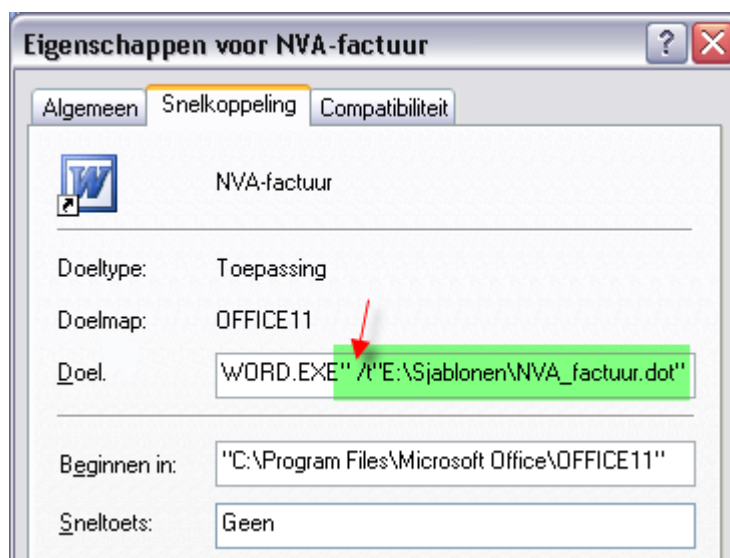 Eigenschappen voor NVA-factuur
Algemeen Snelkoppeling Compatibiliteit
NVA-factuur
Doeltype: Toepassing
Doelmap: OFFICE11
Doel. WORD.EXE" /t"E:\Sjablonen\NVA_factuur.dot"
Beginnen in: "C:\Program Files\Microsoft Office\OFFICE11"
Sneltoets: Geen